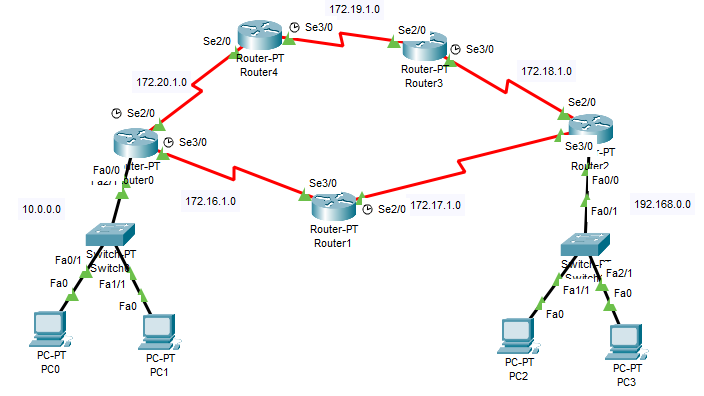 172.19.1.0
Se2/0
Se3/0
Se2/0
Se3/0
Router-PT
Router4
Router-PT
Router3
172.20.1.0
172.18.1.0
Se2/0
Se2/0
Se3/0
Se3/0
Router2
Fa0/0
Fa0/0
Se3/0
172.16.1.0
Se2/0
172.17.1.0
Router-PT
Router1
10.0.0.0
Fa0/1
192.168.0.0
Switch-PT
Fa0/1
Fa1/1
Fa2/1
Fa1/1
Fa0
Fa0
Fa0
Fa0
PC-PT
PC0
PC-PT
PC1
PC-PT
PC2
PC-PT
PC3